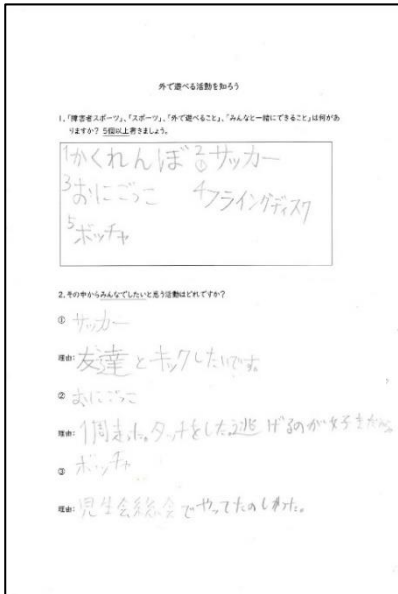 外で遊べる活動を知ろう
1、「障害者スポーツ」、「スポーツ」、「外で遊べること」、「みんなと一緒にできること」は何があ
りますか? 5個以上書きましょう。
1かくれんぼ 2①サッカー
3おにごっこ 4フライングディスク
5ボッチャ
2、その中からみんなでしたいと思う活動はどれですか?
① サッカー
理由: 友達とキックしたいです。
② おにごっこ
理由: 1周まわった。タッチをした逃げるのが好きだから
③ ボッチャ
理由: 児生会総会でやってたのしかった。